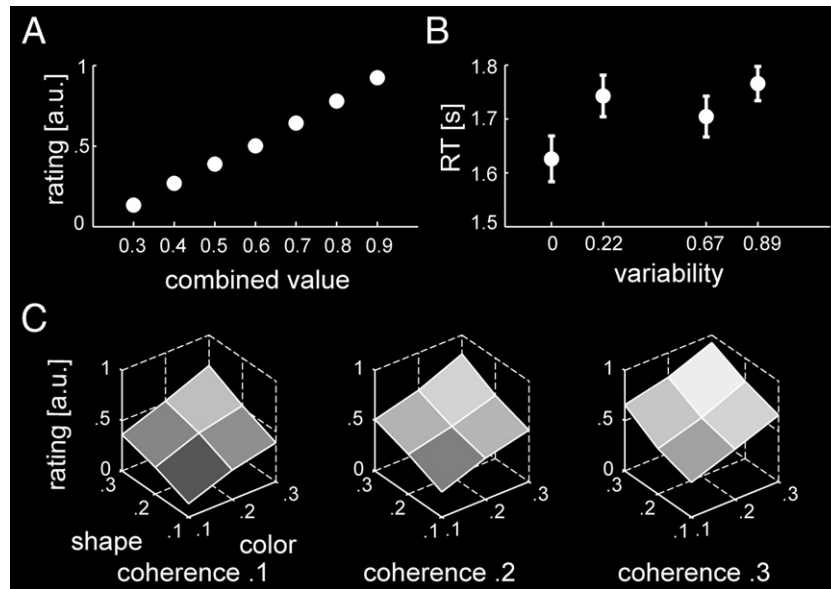 A
rating [a.u.]
1
.5
0
0.3 0.4 0.5 0.6 0.7 0.8 0.9
combined value
B
RT [s]
1.8
1.7
1.6
1.5
0 0.22 0.67 0.89
variability
C
rating [a.u.]
1
.5
0
.3
.2
.1
.1
.2
.3
shape
color
coherence .1
1
.5
0
.3
.2
.1
.1
.2
.3
coherence .2
1
.5
0
.3
.2
.1
.1
.2
.3
coherence .3